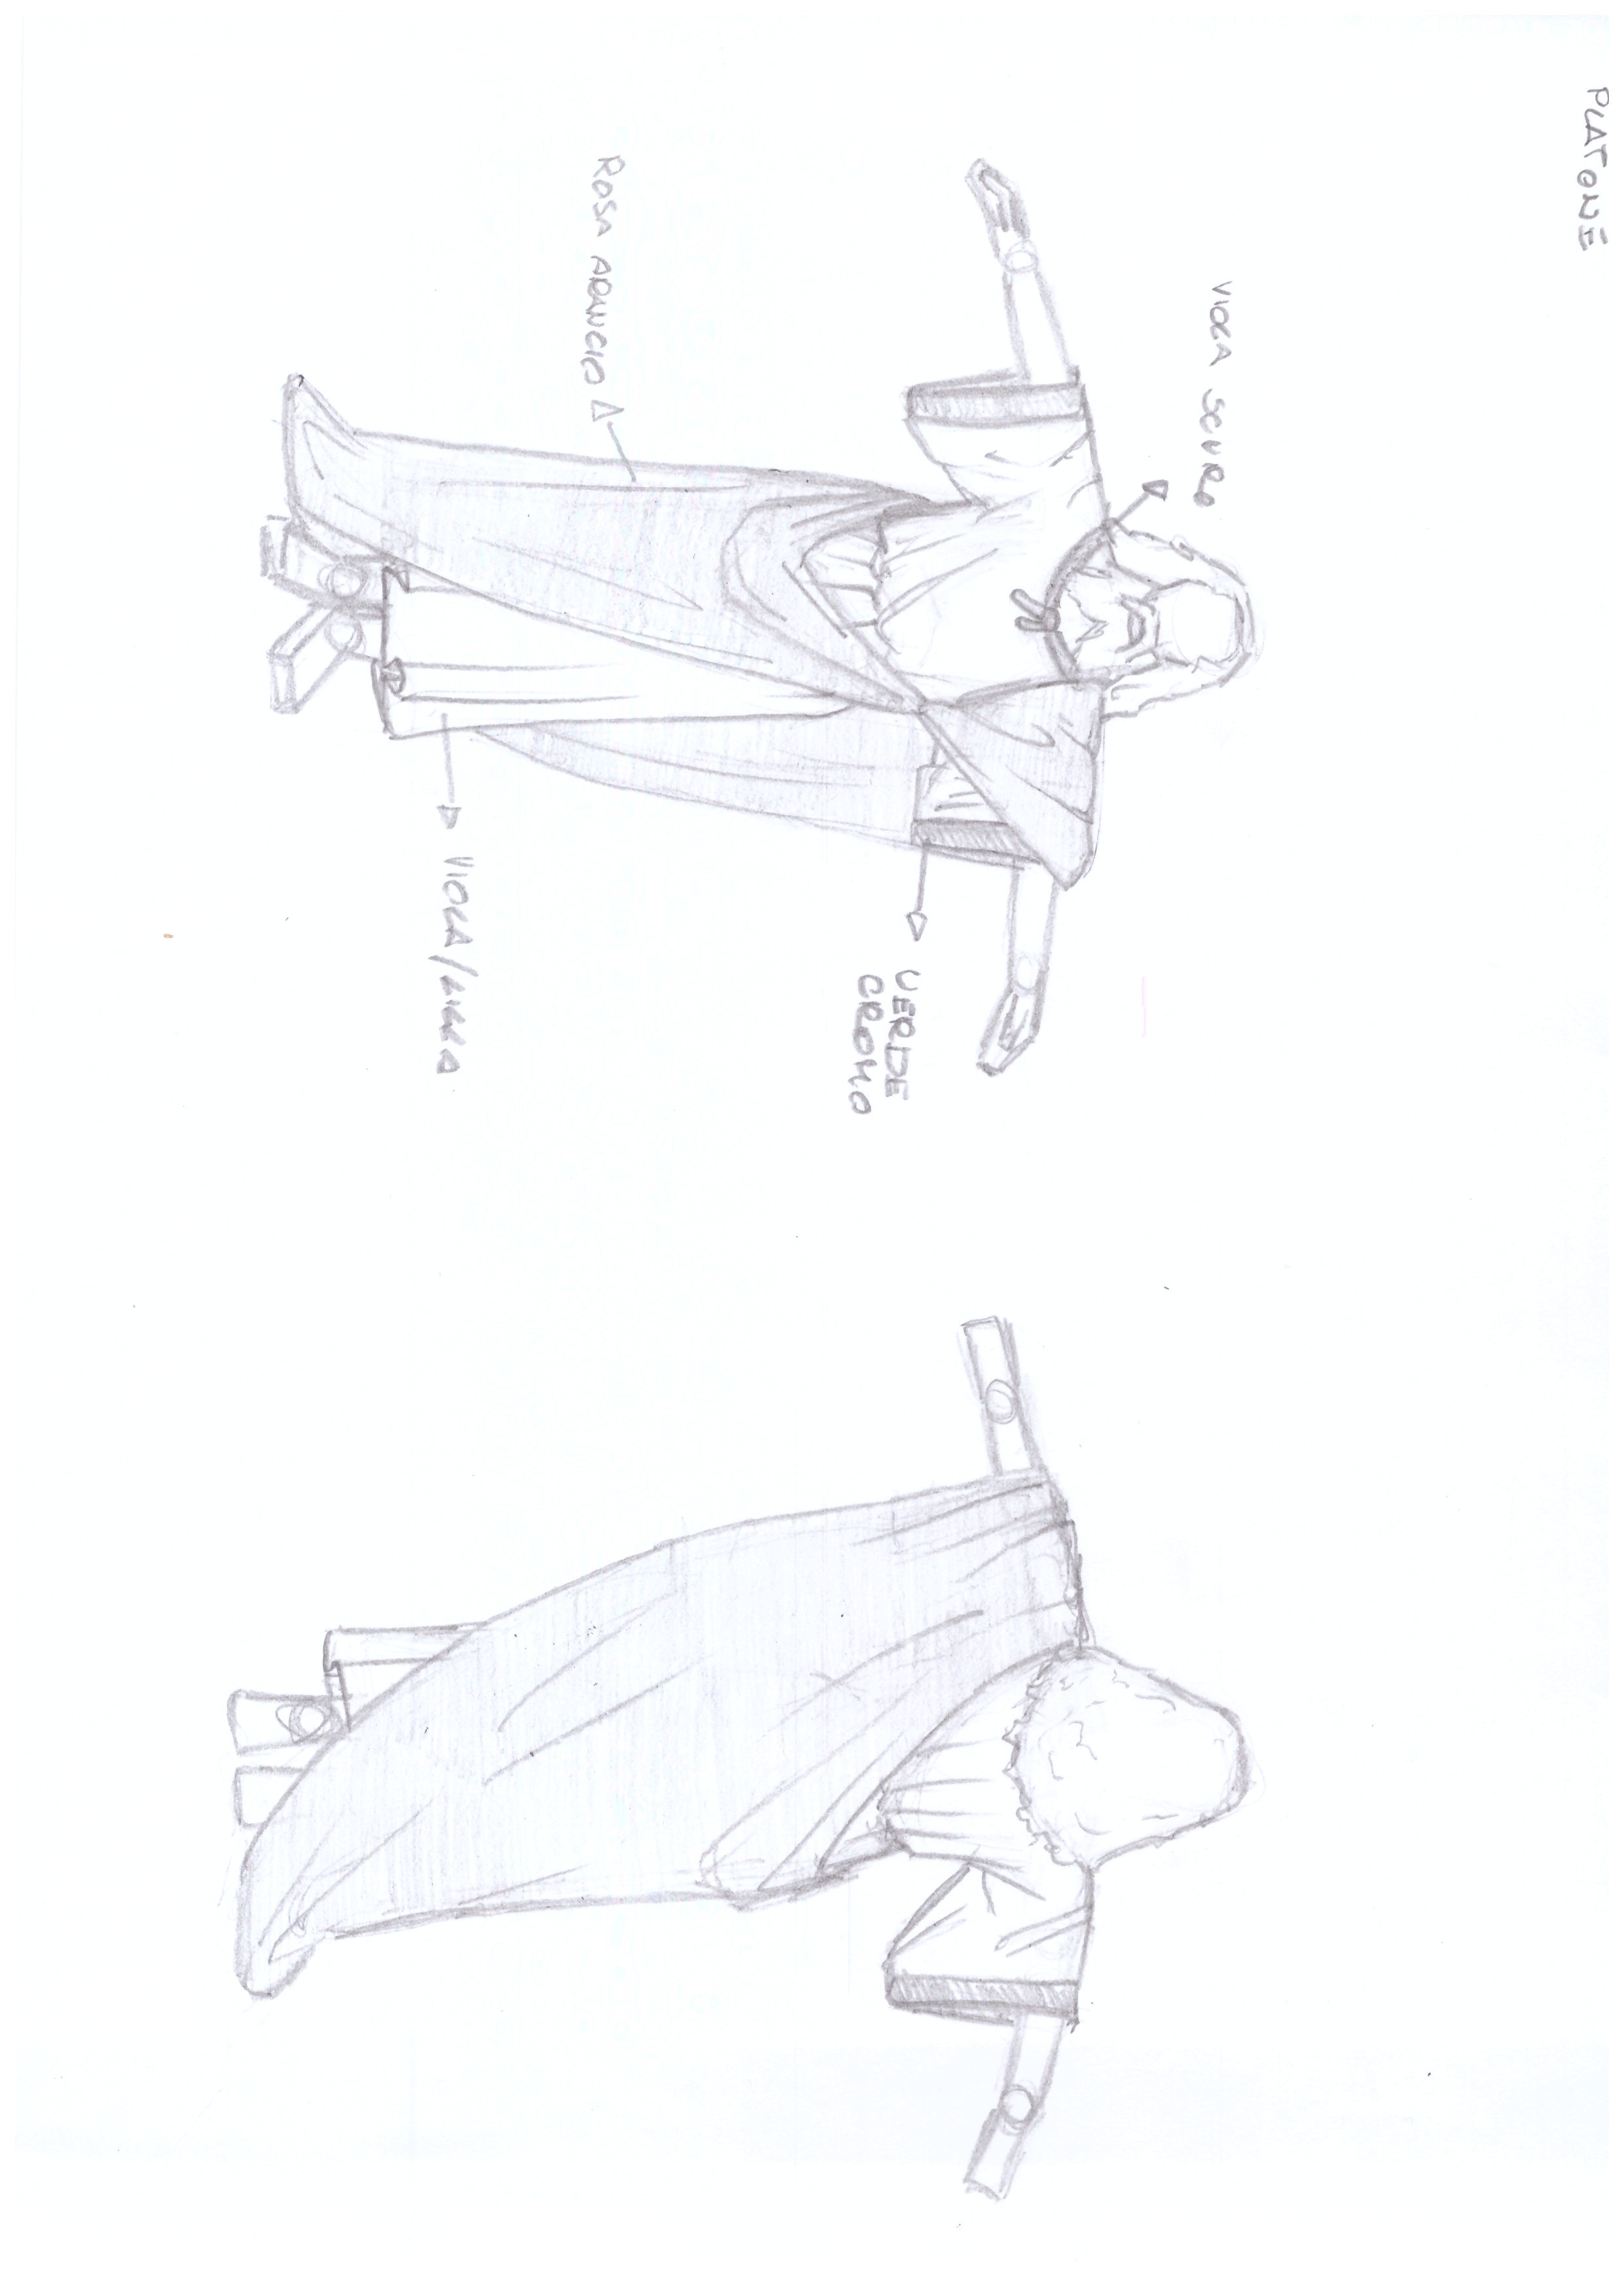 PLATONE
VIOLA SCURO
VERDE
CROMO
ROSA ARANCIO
VIOLA/LILLA